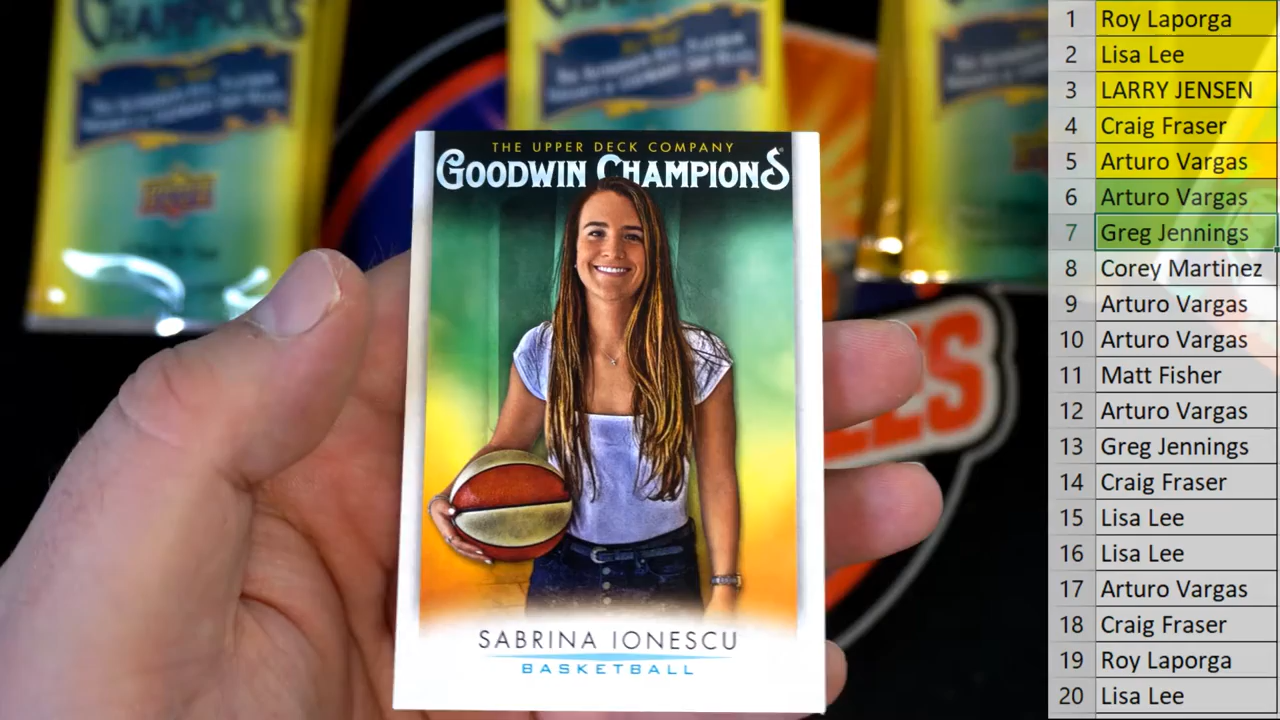 CHAMPIONS
THE UPPER DECK COMPANY
GOODWIN CHAMPIONS
SABRINA IONESCU
BASKETBALL
1 Roy Laporga
2 Lisa Lee
3 LARRY JENSEN
4 Craig Fraser
5 Arturo Vargas
6 Arturo Vargas
7 Greg Jennings
8 Corey Martinez
9 Arturo Vargas
10 Arturo Vargas
11 Matt Fisher
12 Arturo Vargas
13 Greg Jennings
14 Craig Fraser
15 Lisa Lee
16 Lisa Lee
17 Arturo Vargas
18 Craig Fraser
19 Roy Laporga
20 Lisa Lee